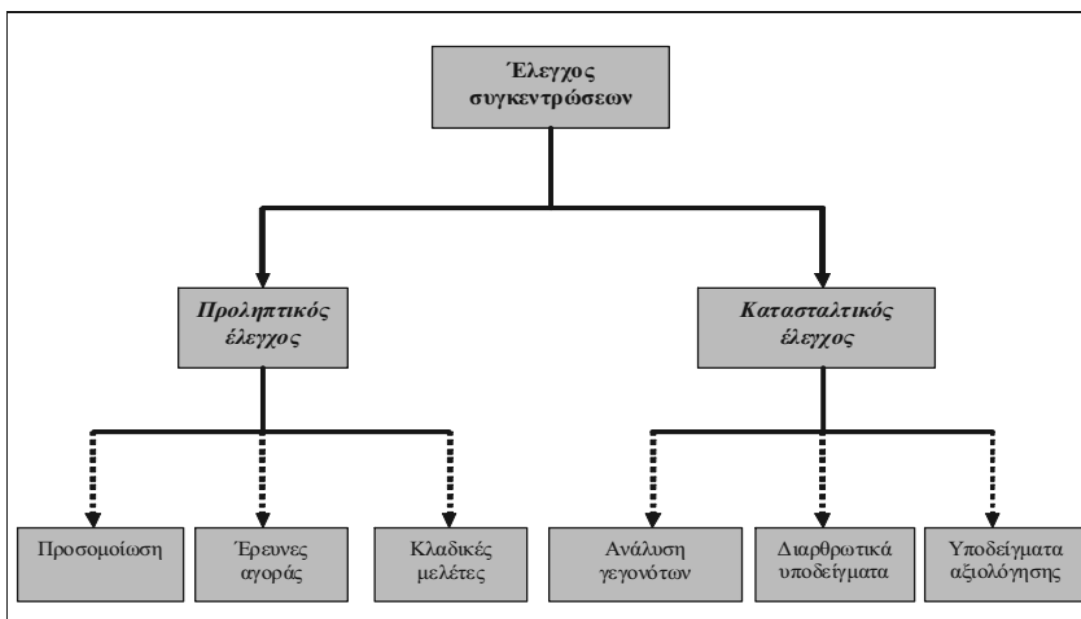 Έλεγχος
συγκεντρώσεων
Προληπτικός
έλεγχος
Κατασταλτικός
έλεγχος
Προσομοίωση
Έρευνες
αγοράς
Κλαδικές
μελέτες
Ανάλυση
γεγονότων
Διαρθρωτικά
υποδείγματα
Υποδείγματα
αξιολόγησης